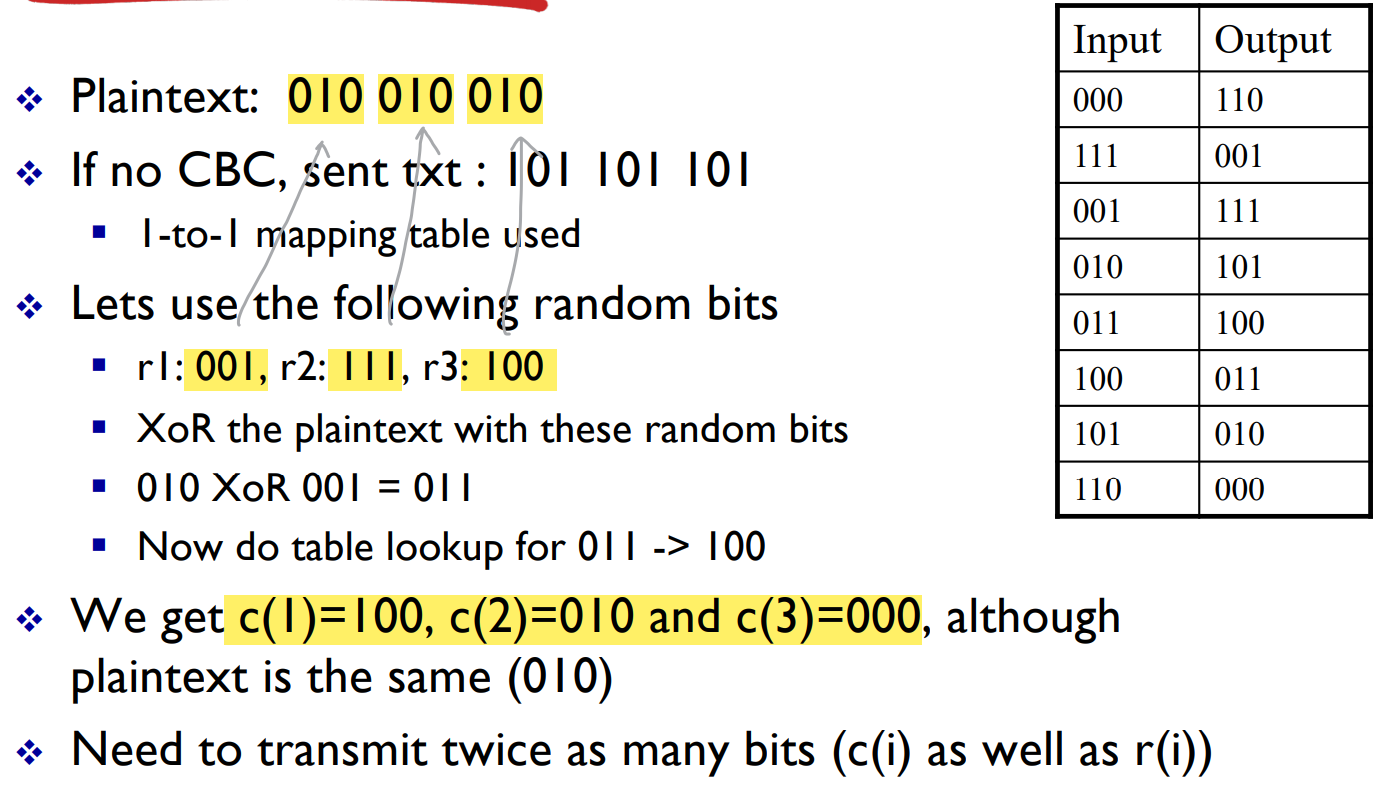 ❖ Plaintext: 010 010 010
❖ If no CBC, sent txt : 101 101 101
▪ 1-to-1 mapping table used
❖ Lets use the following random bits
▪ r1: 001, r2: 111, r3: 100
▪ XoR the plaintext with these random bits
▪ 010 XoR 001 = 011
▪ Now do table lookup for 011 -> 100
❖ We get c(1)=100, c(2)=010 and c(3)=000, although
plaintext is the same (010)
❖ Need to transmit twice as many bits (c(i) as well as r(i))
Input Output
000 110
111 001
001 111
010 101
011 100
100 011
101 010
110 000